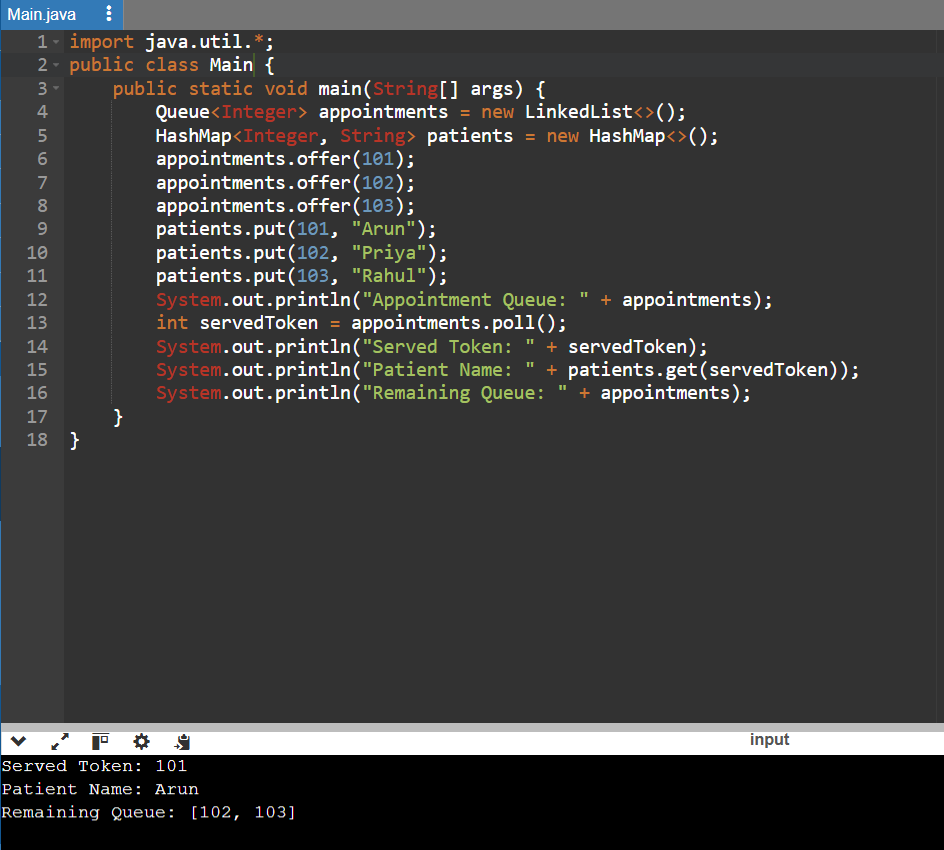 Main.java
1 import java.util.*;
2 public class Main {
3     public static void main(String[] args) {
4         Queue<Integer> appointments = new LinkedList<>();
5         HashMap<Integer, String> patients = new HashMap<>();
6         appointments.offer(101);
7         appointments.offer(102);
8         appointments.offer(103);
9         patients.put(101, "Arun");
10         patients.put(102, "Priya");
11         patients.put(103, "Rahul");
12         System.out.println("Appointment Queue: " + appointments);
13         int servedToken = appointments.poll();
14         System.out.println("Served Token: " + servedToken);
15         System.out.println("Patient Name: " + patients.get(servedToken));
16         System.out.println("Remaining Queue: " + appointments);
17     }
18 }
input
Served Token: 101
Patient Name: Arun
Remaining Queue: [102, 103]